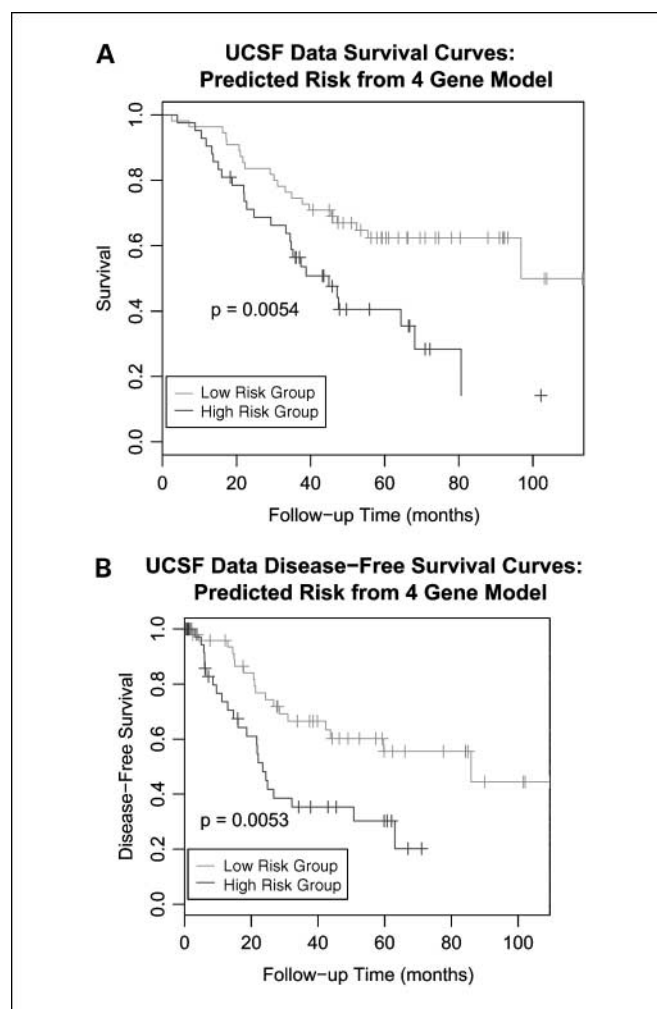 A
UCSF Data Survival Curves:
Predicted Risk from 4 Gene Model
Survival
1.0
0.8
0.6
0.4
0.2
0.0
p = 0.0054
Low Risk Group
High Risk Group
0 20 40 60 80 100
Follow-up Time (months)
B
UCSF Data Disease-Free Survival Curves:
Predicted Risk from 4 Gene Model
Disease-Free Survival
1.0
0.8
0.6
0.4
0.2
0.0
p = 0.0053
Low Risk Group
High Risk Group
0 20 40 60 80 100
Follow-up Time (months)